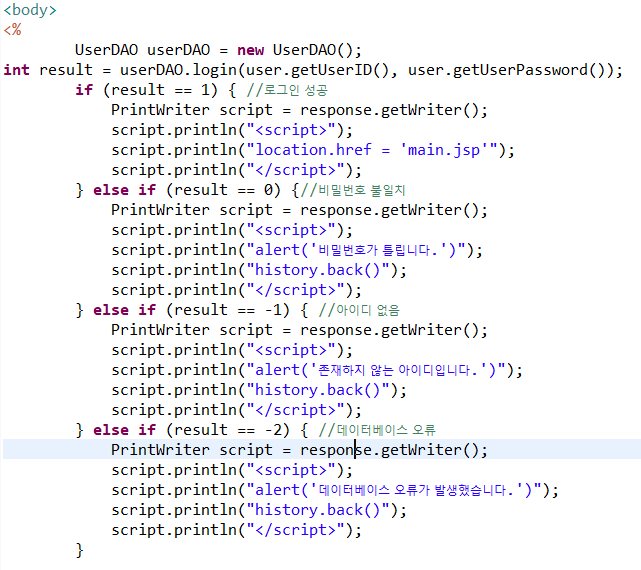 <body>
<%
UserDAO userDAO = new UserDAO();
int result = userDAO.login(user.getUserID(), user.getUserPassword());
if (result == 1) { //로그인 성공
PrintWriter script = response.getWriter();
script.println("<script>");
script.println("location.href = 'main.jsp'");
script.println("</script>");
} else if (result == 0) {//비밀번호 불일치
PrintWriter script = response.getWriter();
script.println("<script>");
script.println("alert('비밀번호가 틀립니다.')");
script.println("history.back()");
script.println("</script>");
} else if (result == -1) { //아이디 없음
PrintWriter script = response.getWriter();
script.println("<script>");
script.println("alert('존재하지 않는 아이디입니다.')");
script.println("history.back()");
script.println("</script>");
} else if (result == -2) { //데이터베이스 오류
PrintWriter script = response.getWriter();
script.println("<script>");
script.println("alert('데이터베이스 오류가 발생했습니다.')");
script.println("history.back()");
script.println("</script>");
}